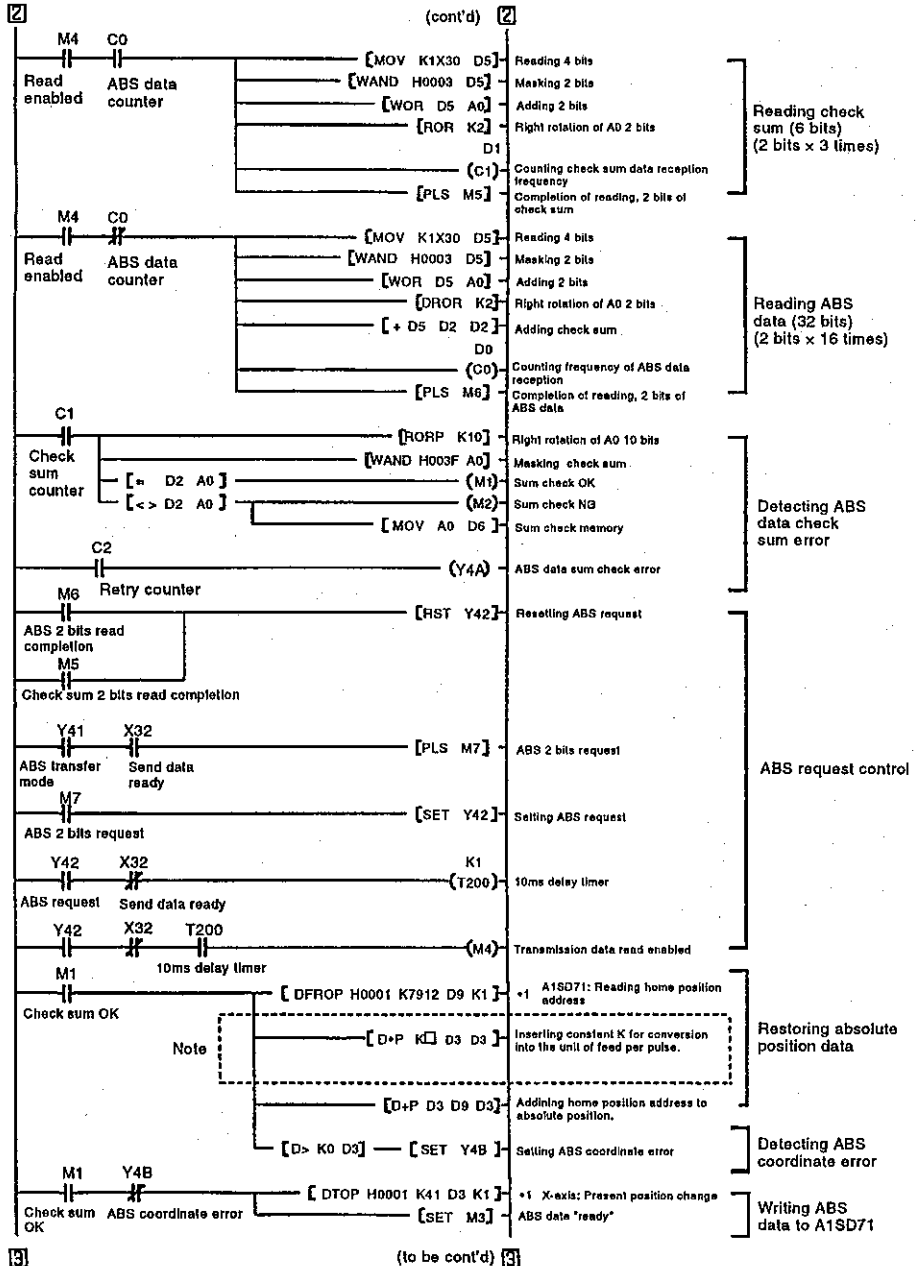 [2] (cont'd) [2]
M4 C0
[MOV K1X30 D5] Reading 4 bits
Read enabled ABS data counter
[WAND H0003 D5] Masking 2 bits
[WOR D5 A0] Adding 2 bits
[ROR K2] Right rotation of A0 2 bits
D1
(C1) Counting check sum data reception frequency
[PLS M5] Completion of reading, 2 bits of check sum
Reading check sum (6 bits) (2 bits × 3 times)
M4 C0
[MOV K1X30 D5] Reading 4 bits
Read enabled ABS data counter
[WAND H0003 D5] Masking 2 bits
[WOR D5 A0] Adding 2 bits
[DROR K2] Right rotation of A0 2 bits
[+ D5 D2 D2] Adding check sum
D0
(C0) Counting frequency of ABS data reception
[PLS M6] Completion of reading, 2 bits of ABS data
Reading ABS data (32 bits) (2 bits × 16 times)
C1
Check sum counter
[RORP K10] Right rotation of A0 10 bits
[WAND H003F A0] Masking check sum
[= D2 A0] (M1) Sum check OK
[<> D2 A0] (M2) Sum check NG
[MOV A0 D6] Sum check memory
Detecting ABS data check sum error
C2
Retry counter
(Y4A) ABS data sum check error
M6
ABS 2 bits read completion
[RST Y42] Resetting ABS request
M5
Check sum 2 bits read completion
Y41 X32
ABS transfer mode Send data ready
[PLS M7] ABS 2 bits request
ABS request control
M7
ABS 2 bits request
[SET Y42] Setting ABS request
Y42 X32 K1
ABS request Send data ready
(T200) 10ms delay timer
Y42 X32 T200
10ms delay timer
(M4) Transmission data read enabled
M1
Check sum OK
[DFROP H0001 K7912 D9 K1] *1 A1SD71: Reading home position address
Note
[D*P K□ D3 D3] Inserting constant K for conversion into the unit of feed per pulse.
[D+P D3 D9 D3] Addining home position address to absolute position.
Restoring absolute position data
[D> K0 D3] [SET Y4B] Setting ABS coordinate error
Detecting ABS coordinate error
M1 Y4B
Check sum OK ABS coordinate error
[DTOP H0001 K41 D3 K1] *1 X-axis: Present position change
[SET M3] ABS data "ready"
Writing ABS data to A1SD71
[3] (to be cont'd) [3]